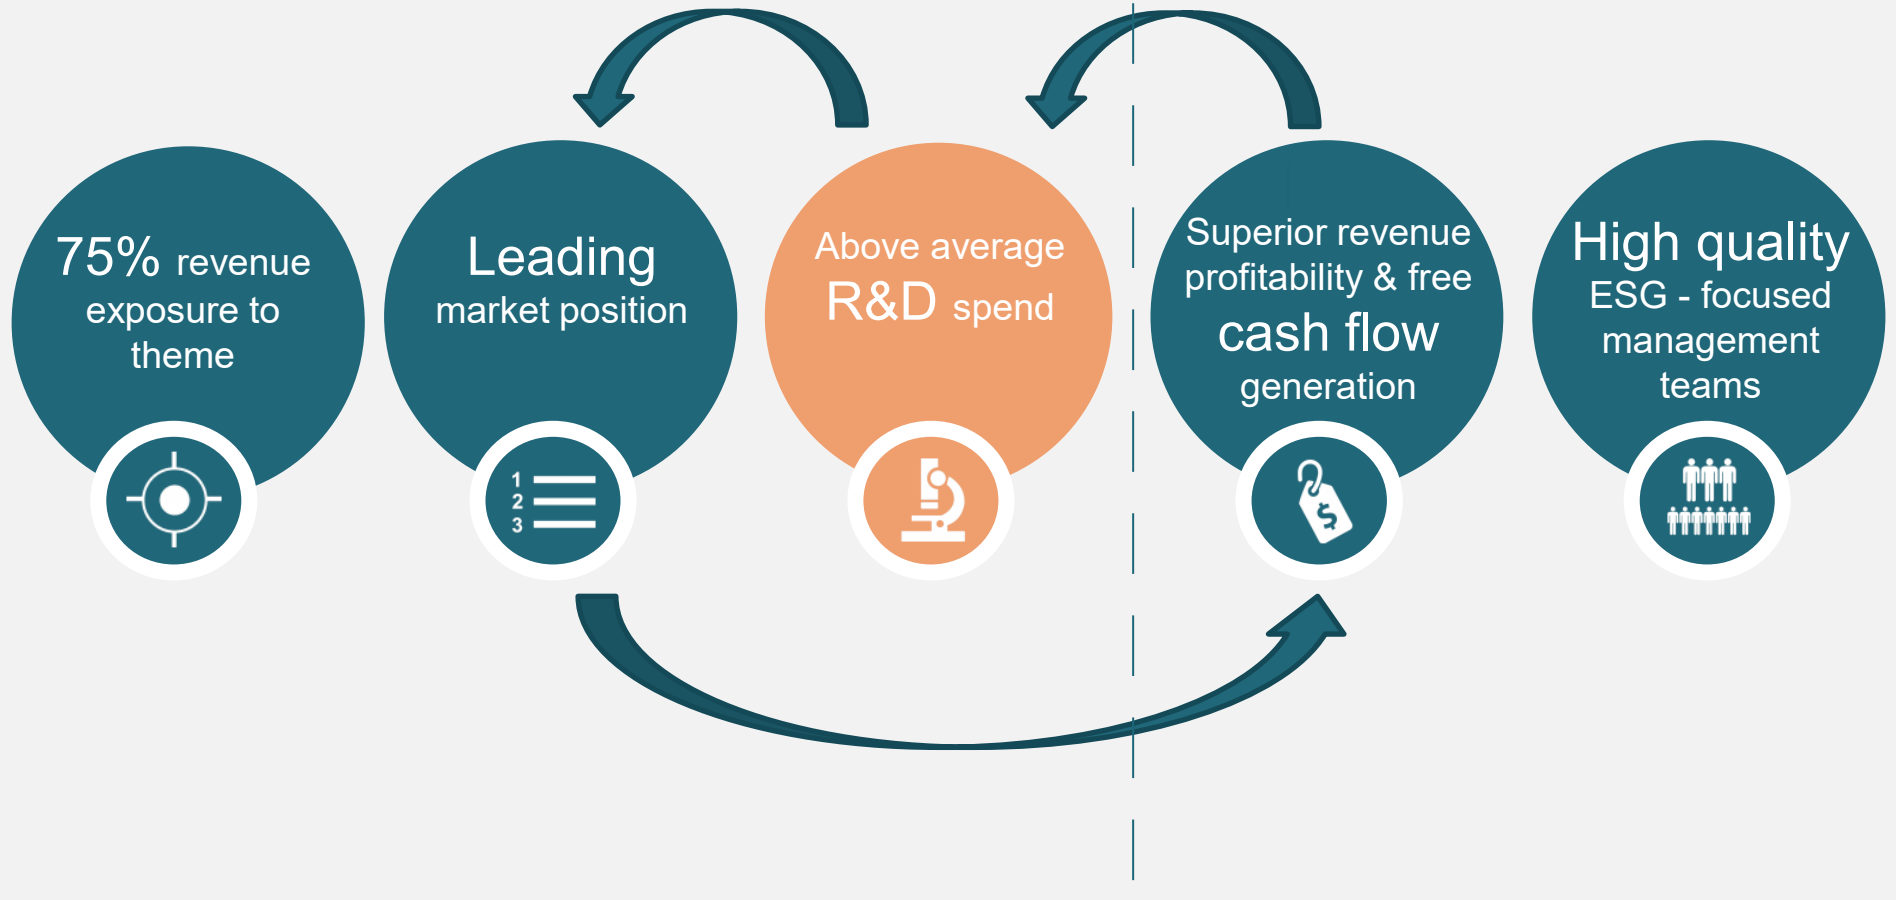 75% revenue
exposure to
theme
Leading
market position
Above average
R&D spend
Superior revenue
profitability & free
cash flow
generation
High quality
ESG - focused
management
teams
1
2
3
$